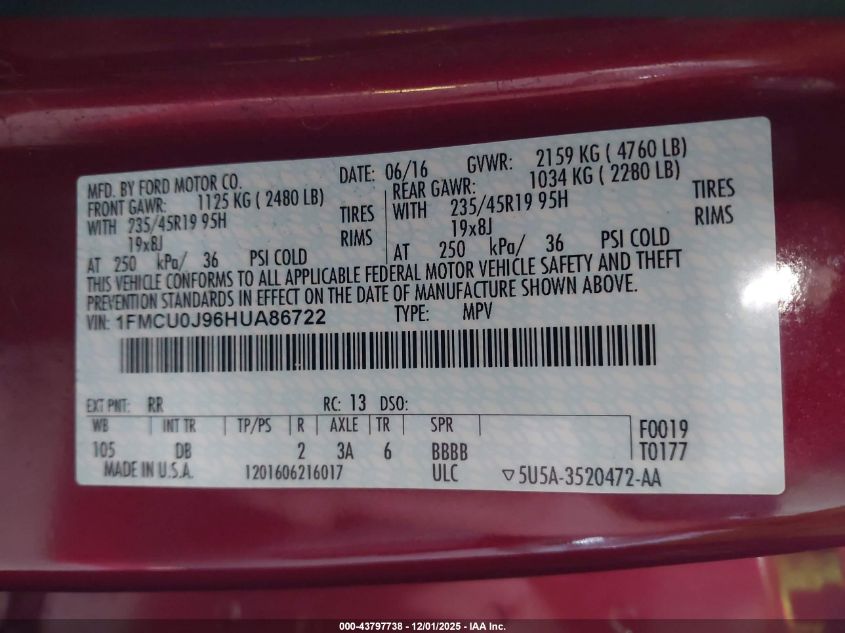 MFD. BY FORD MOTOR CO. DATE: 06/16 GVWR: 2159 KG ( 4760 LB)
FRONT GAWR: 1125 KG ( 2480 LB) REAR GAWR: 1034 KG ( 2280 LB)
WITH 235/45R19 95H TIRES WITH 235/45R19 95H TIRES
19x8J RIMS 19x8J RIMS
AT 250 kPa/ 36 PSI COLD AT 250 kPa/ 36 PSI COLD
THIS VEHICLE CONFORMS TO ALL APPLICABLE FEDERAL MOTOR VEHICLE SAFETY AND THEFT
PREVENTION STANDARDS IN EFFECT ON THE DATE OF MANUFACTURE SHOWN ABOVE.
VIN: 1FMCU0J96HUA86722 TYPE: MPV
EXT PNT: RR RC: 13 DSO:
WB INT TR TP/PS R AXLE TR SPR F0019
105 DB 2 3A 6 BBBB T0177
MADE IN U.S.A. 1201606216017 ULC ▽5U5A-3520472-AA
000-43797738 - 12/01/2025 - IAA Inc.